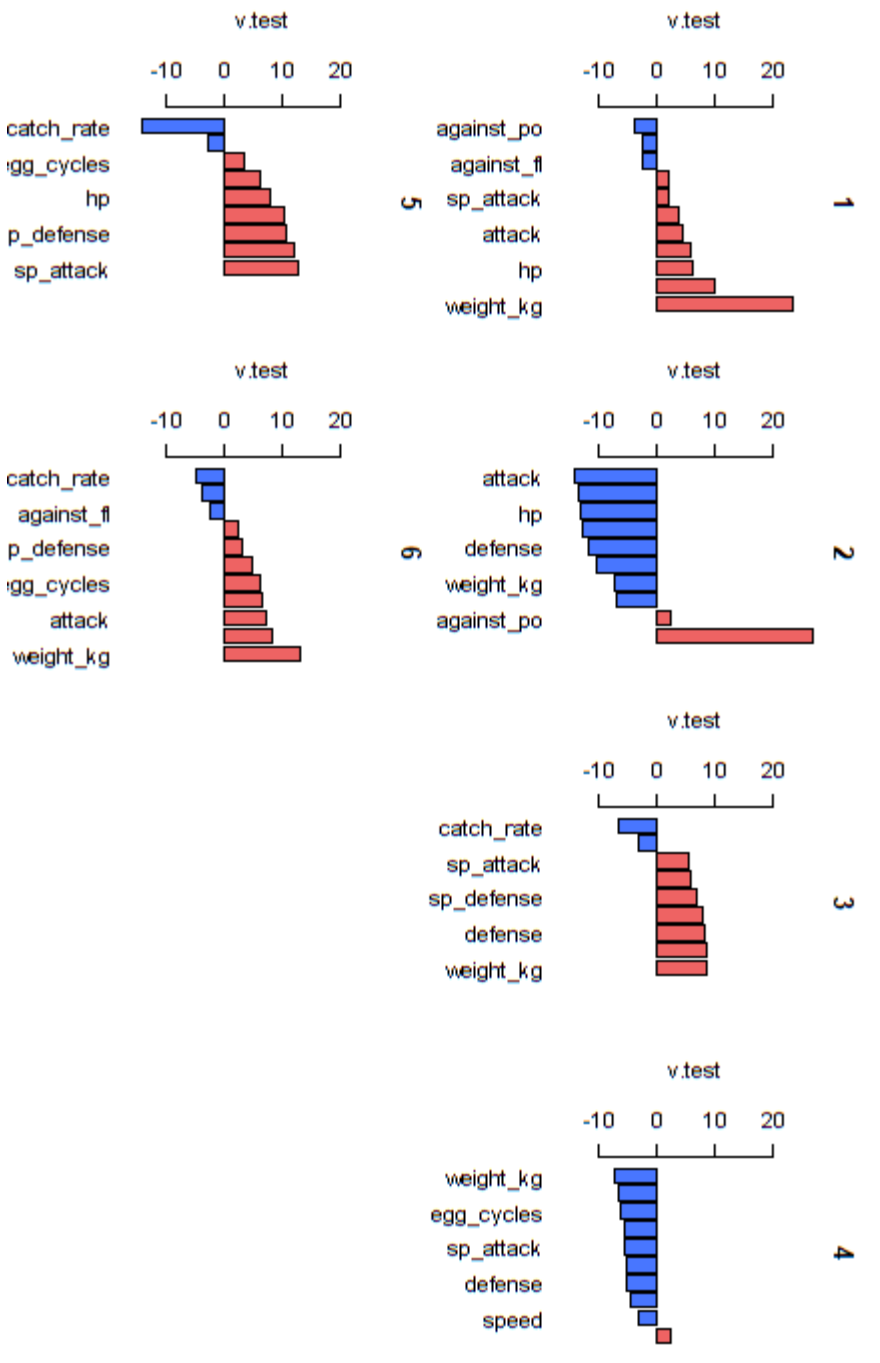 v.test
-10 0 10 20
catch_rate
gg_cycles
hp
p_defense
sp_attack
5
v.test
-10 0 10 20
against_po
against_fl
sp_attack
attack
hp
weight_kg
1
v.test
-10 0 10 20
catch_rate
against_fl
p_defense
gg_cycles
attack
weight_kg
6
v.test
-10 0 10 20
attack
hp
defense
weight_kg
against_po
2
v.test
-10 0 10 20
catch_rate
sp_attack
sp_defense
defense
weight_kg
3
v.test
-10 0 10 20
weight_kg
egg_cycles
sp_attack
defense
speed
4